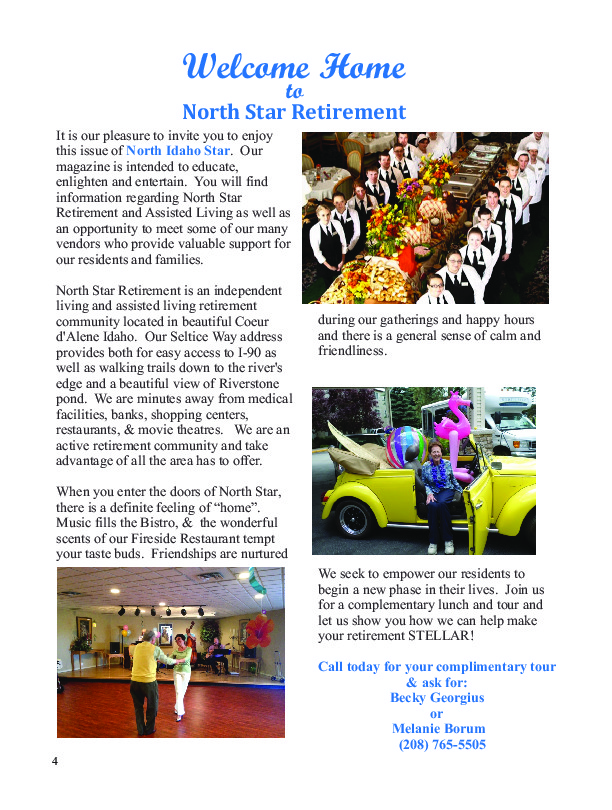 Welcome Home
to
North Star Retirement
It is our pleasure to invite you to enjoy
this issue of North Idaho Star.  Our
magazine is intended to educate,
enlighten and entertain.  You will find
information regarding North Star
Retirement and Assisted Living as well as
an opportunity to meet some of our many
vendors who provide valuable support for
our residents and families.
North Star Retirement is an independent
living and assisted living retirement
community located in beautiful Coeur
d'Alene Idaho.  Our Seltice Way address
provides both for easy access to I-90 as
well as walking trails down to the river's
edge and a beautiful view of Riverstone
pond.  We are minutes away from medical
facilities, banks, shopping centers,
restaurants, & movie theatres.   We are an
active retirement community and take
advantage of all the area has to offer.
When you enter the doors of North Star,
there is a definite feeling of “home”.
Music fills the Bistro, &  the wonderful
scents of our Fireside Restaurant tempt
your taste buds.  Friendships are nurtured
during our gatherings and happy hours
and there is a general sense of calm and
friendliness.
We seek to empower our residents to
begin a new phase in their lives.  Join us
for a complementary lunch and tour and
let us show you how we can help make
your retirement STELLAR!
Call today for your complimentary tour
& ask for:
Becky Georgius
or
Melanie Borum
(208) 765-5505
4